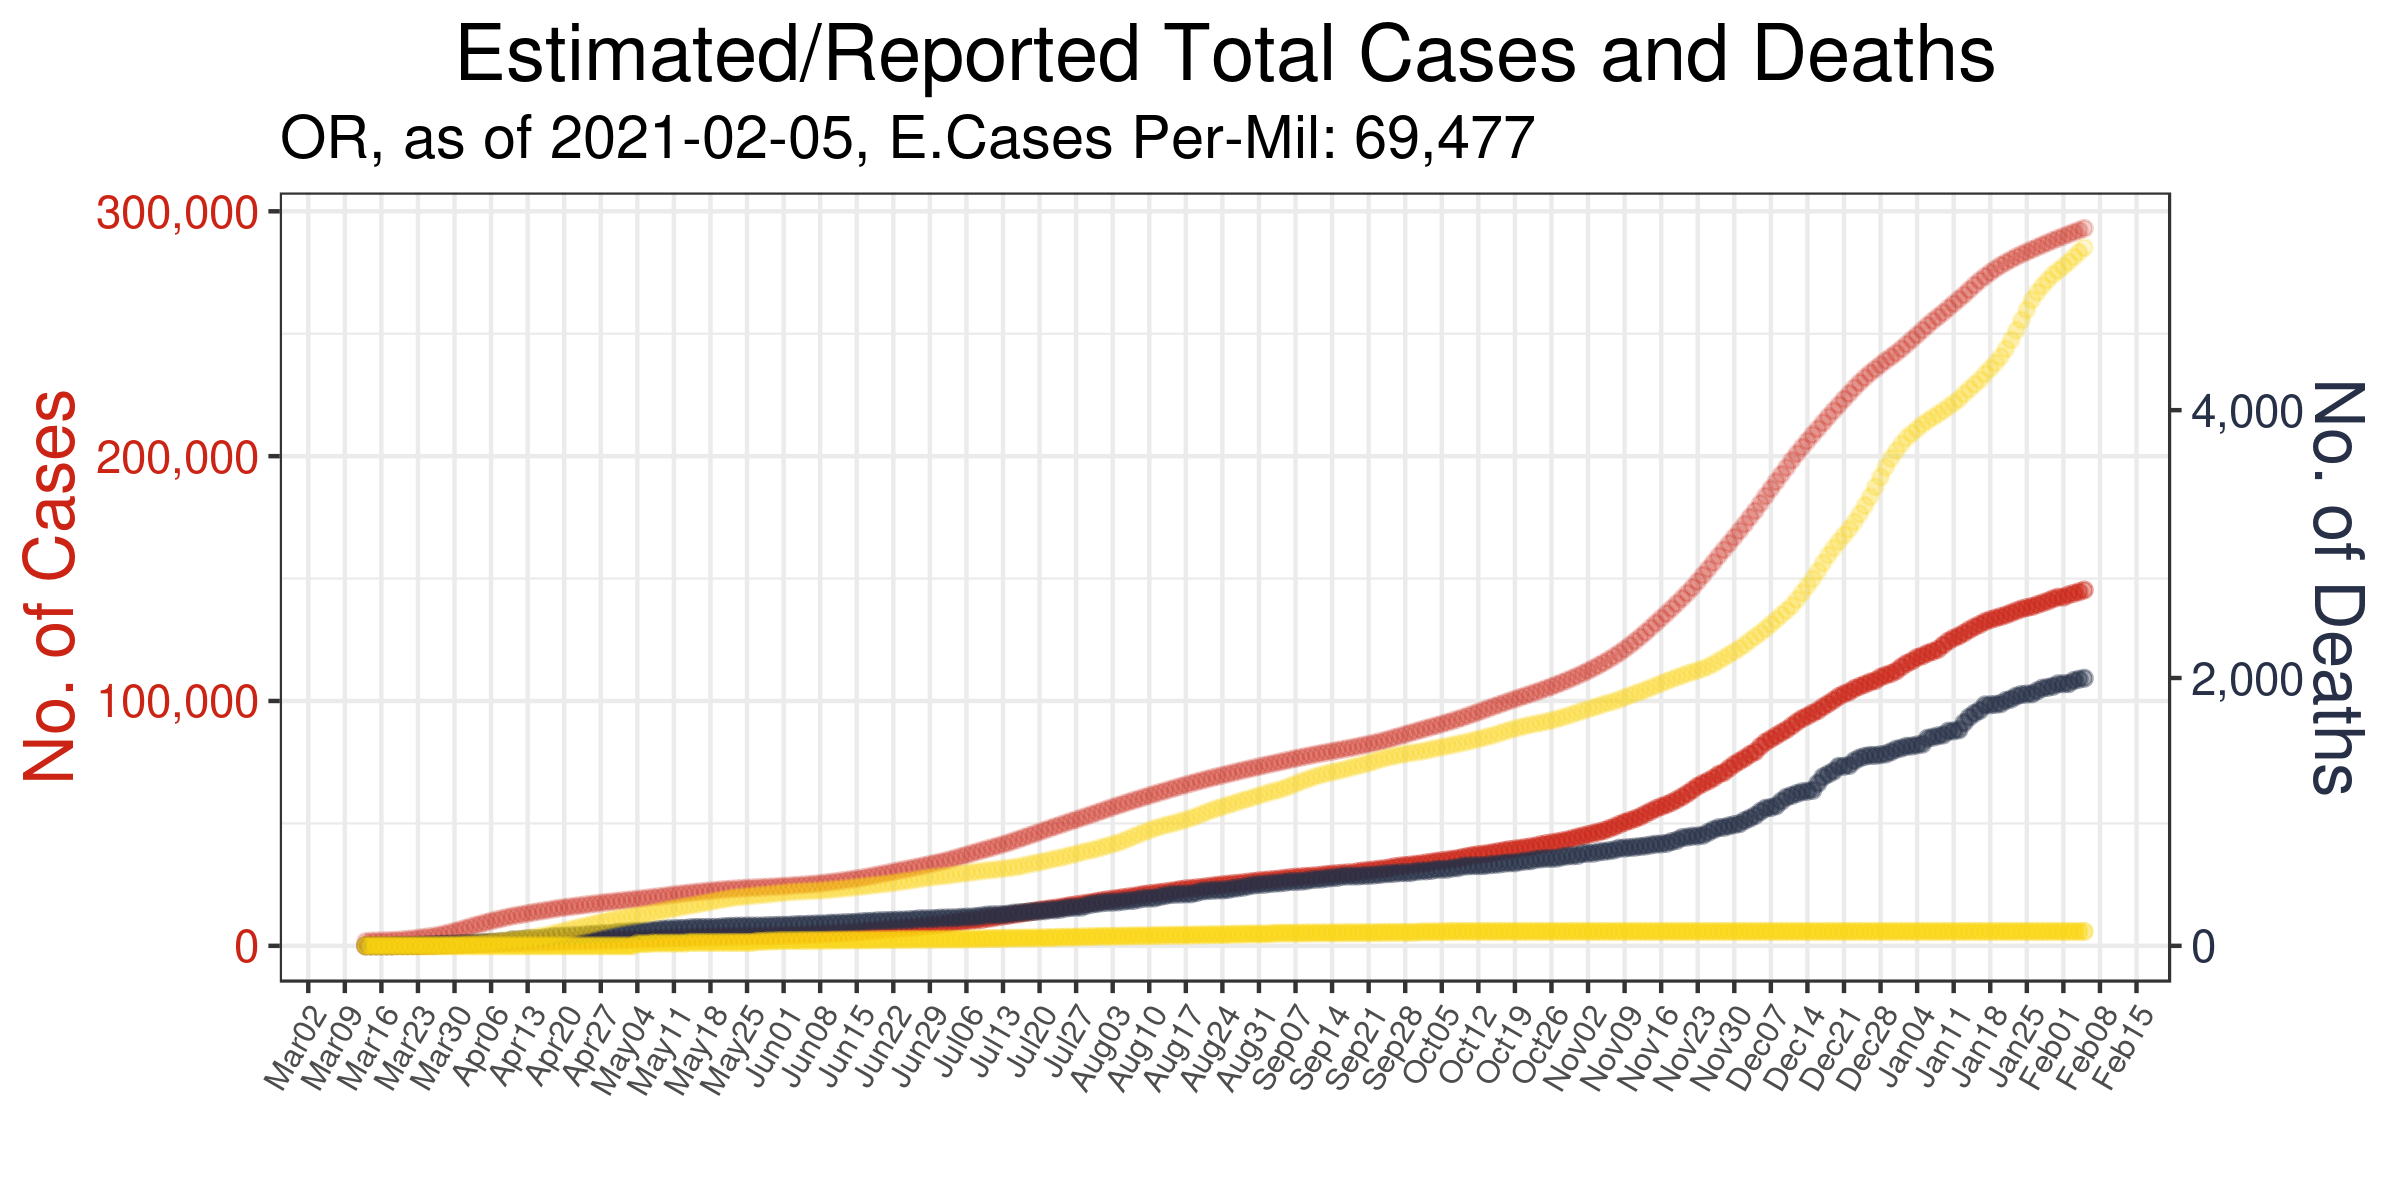 Estimated/Reported Total Cases and Deaths
OR, as of 2021-02-05, E.Cases Per-Mil: 69,477
No. of Cases
300,000
200,000
100,000
0
No. of Deaths
4,000
2,000
0
Mar02
Mar09
Mar16
Mar23
Mar30
Apr06
Apr13
Apr20
Apr27
May04
May11
May18
May25
Jun01
Jun08
Jun15
Jun22
Jun29
Jul06
Jul13
Jul20
Jul27
Aug03
Aug10
Aug17
Aug24
Aug31
Sep07
Sep14
Sep21
Sep28
Oct05
Oct12
Oct19
Oct26
Nov02
Nov09
Nov16
Nov23
Nov30
Dec07
Dec14
Dec21
Dec28
Jan04
Jan11
Jan18
Jan25
Feb01
Feb08
Feb15